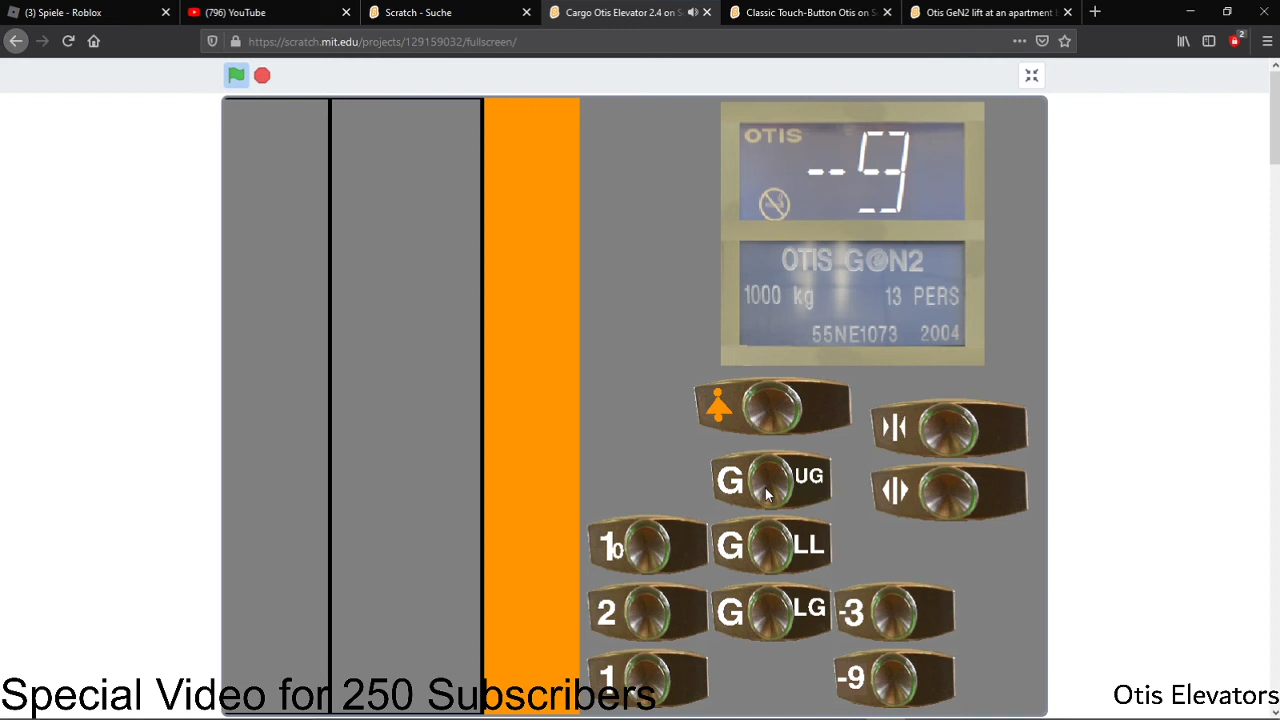 (3) Spiele - Roblox
(796) YouTube
Scratch - Suche
Cargo Otis Elevator 2.4 on S
Classic Touch-Button Otis on S
Otis GeN2 lift at an apartment
https://scratch.mit.edu/projects/129159032/fullscreen/
2
OTIS
--9
OTIS GEN2
1000 kg 13 PERS
55NE1073 2004
G UG
10 G LL
2 G LG -3
1 -9
Special Video for 250 Subscribers
Otis Elevators